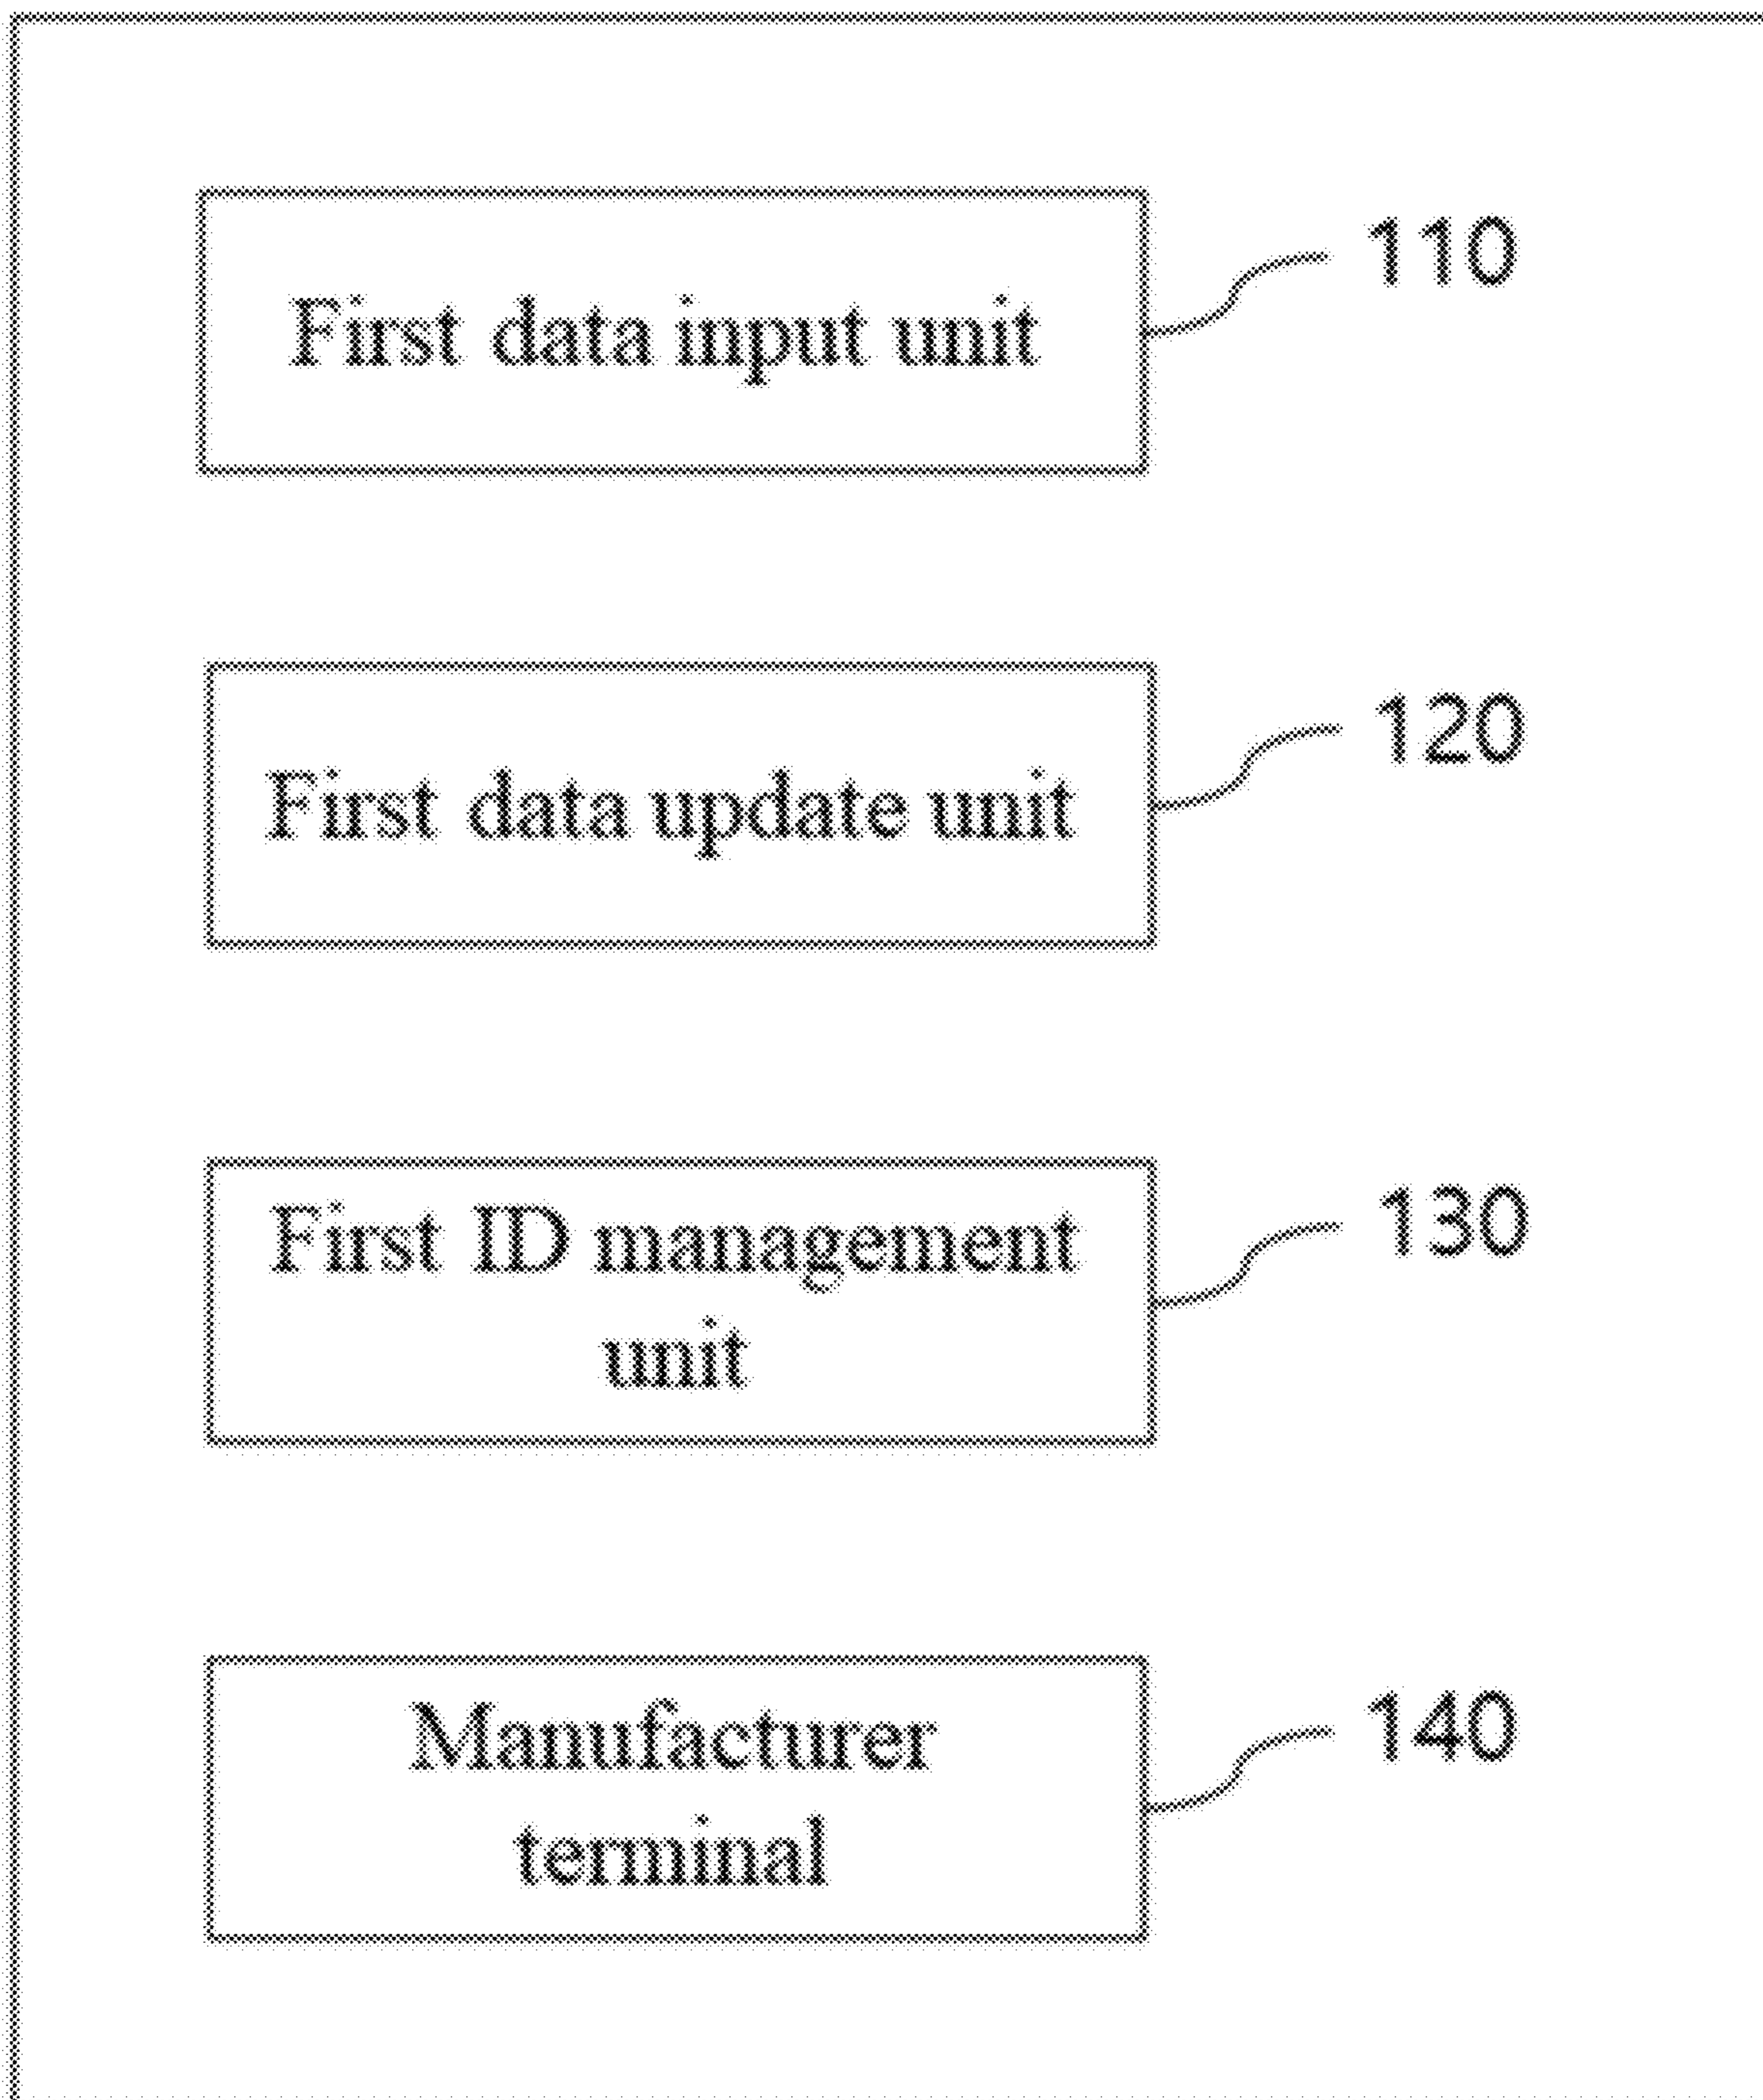 First data input unit
110
First data update unit
120
First ID management
unit
130
Manufacturer
terminal
140